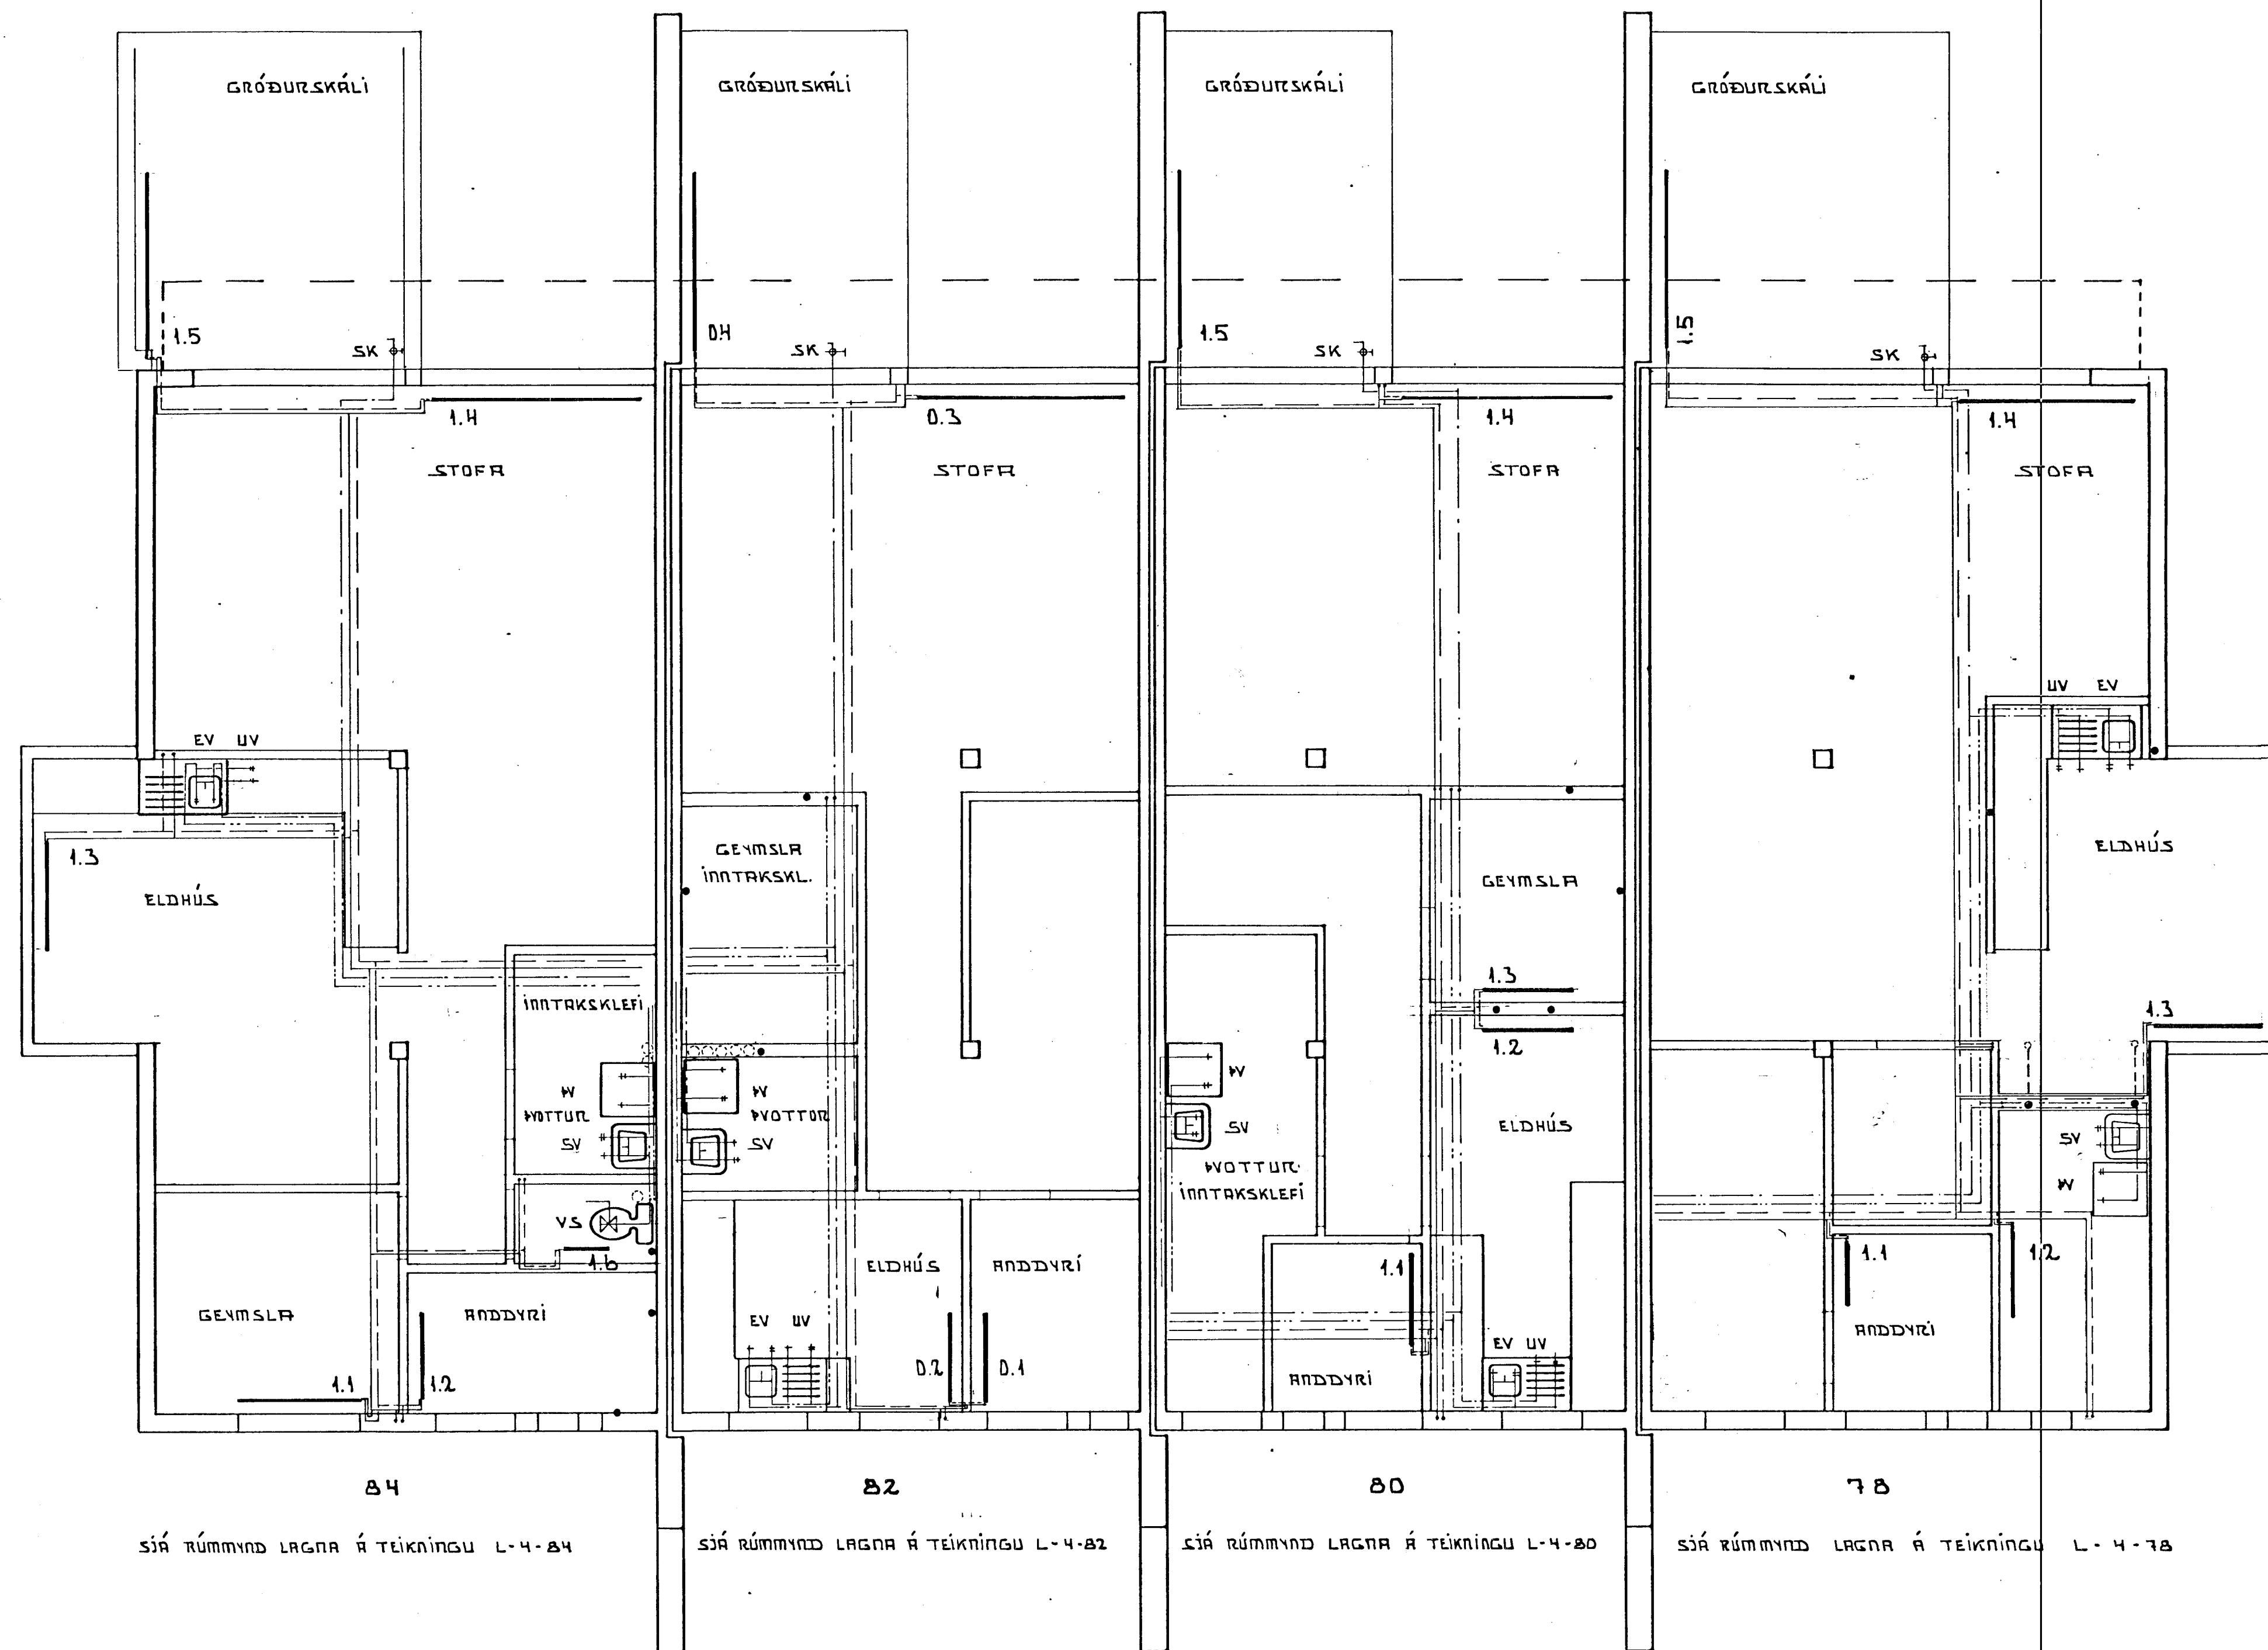 GRÓÐURSKÁLI
GRÓÐURSKÁLI
GRÓÐURSKÁLI
GRÓÐURSKÁLI
1.5
SK
0.4
SK
1.5
SK
1.5
SK
1.4
0.3
1.4
1.4
STOFA
STOFA
STOFA
STOFA
EV UV
UV EV
1.3
ELDHÚS
GEYMSLA
INNTAKSKL.
GEYMSLA
ELDHÚS
INNTAKSKLEFI
1.3
1.2
1.3
ÞV
ÞVOTTUR
SV
ÞV
ÞVOTTUR
SV
ÞV
SV
ÞVOTTUR
INNTAKSKLEFI
ELDHÚS
SV
ÞV
VS
1.6
ELDHÚS
ANDDYRI
1.1
1.1
1.2
GEYMSLA
ANDDYRI
EV UV
EV UV
ANDDYRI
1.1
1.2
0.2
0.1
ANDDYRI
84
82
80
78
SJÁ RÚMMYND LAGNA Á TEIKNINGU L-4-84
SJÁ RÚMMYND LAGNA Á TEIKNINGU L-4-82
SJÁ RÚMMYND LAGNA Á TEIKNINGU L-4-80
SJÁ RÚMMYND LAGNA Á TEIKNINGU L-4-78